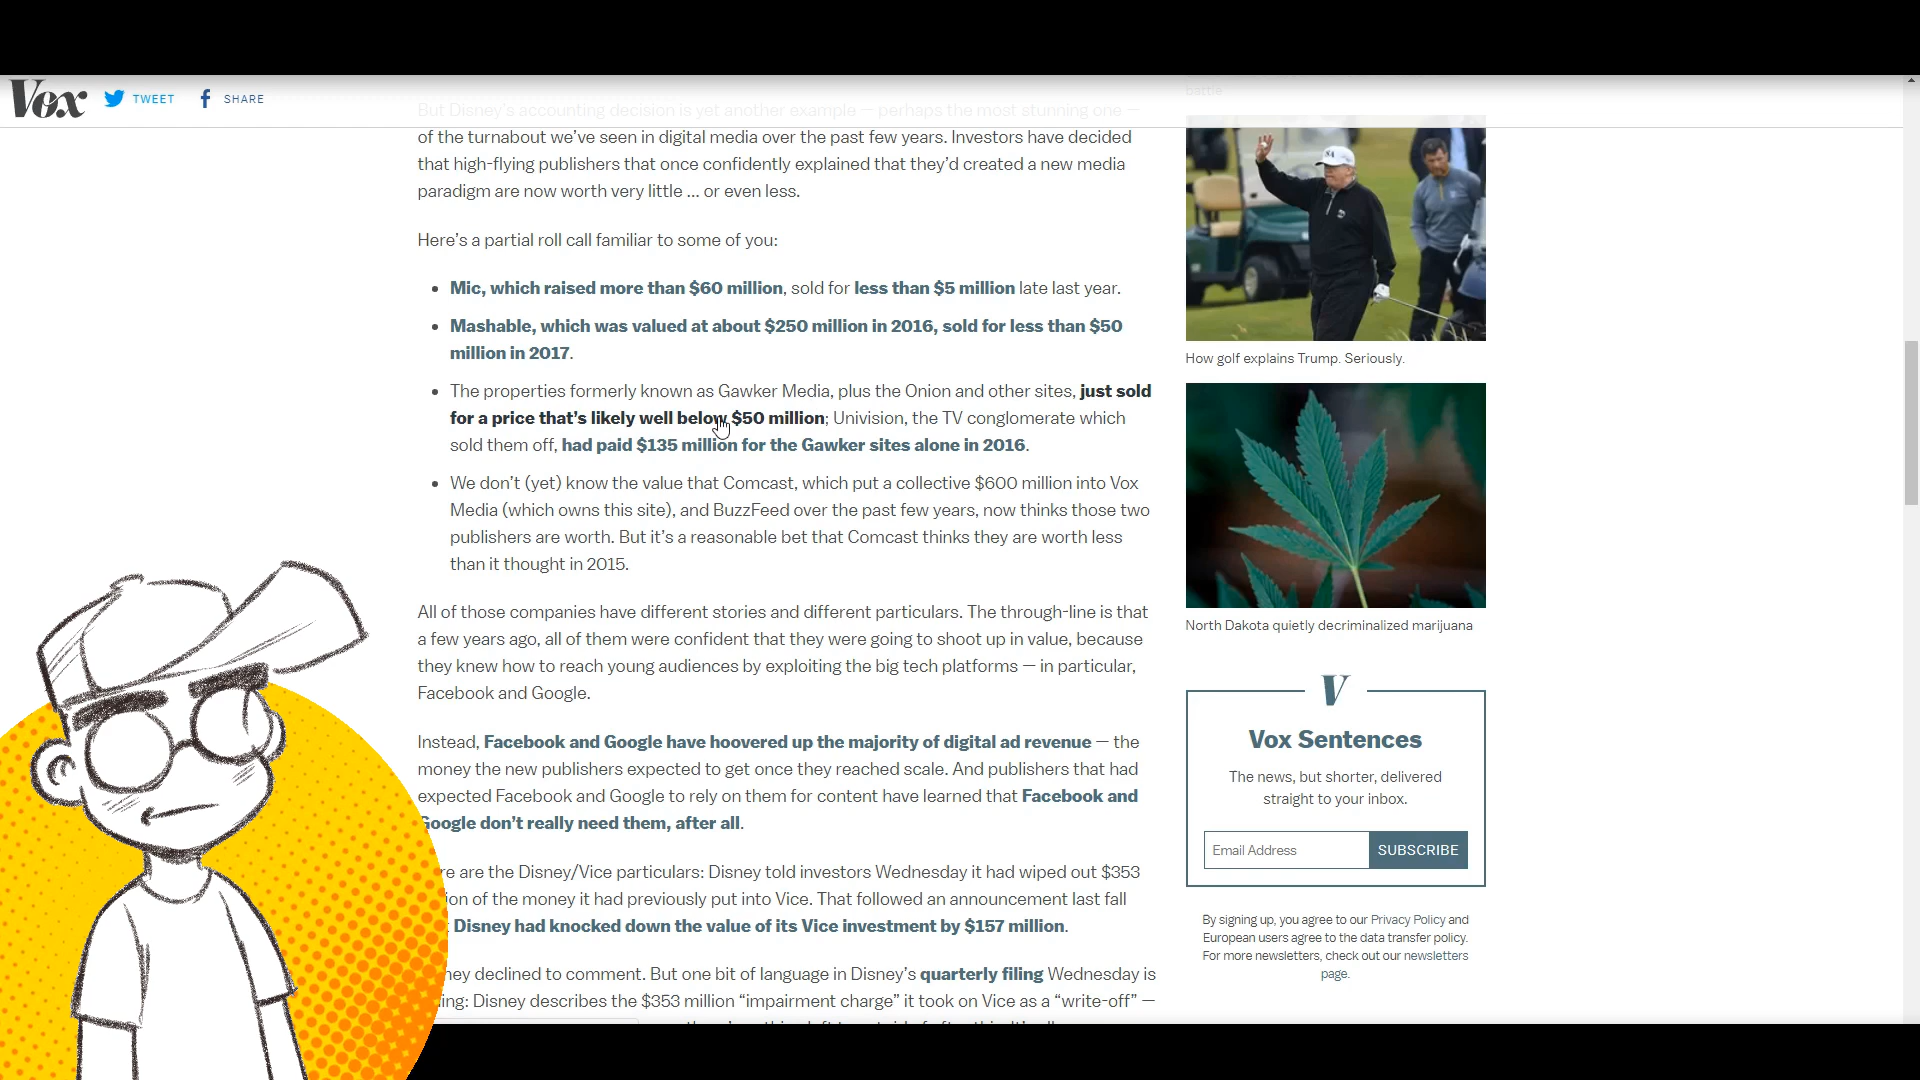 Vox TWEET SHARE
But Disney's accounting decision is yet another example — perhaps the most stunning one —
of the turnabout we've seen in digital media over the past few years. Investors have decided
that high-flying publishers that once confidently explained that they'd created a new media
paradigm are now worth very little ... or even less.
Here's a partial roll call familiar to some of you:
• Mic, which raised more than $60 million, sold for less than $5 million late last year.
• Mashable, which was valued at about $250 million in 2016, sold for less than $50
million in 2017.
• The properties formerly known as Gawker Media, plus the Onion and other sites, just sold
for a price that's likely well below $50 million; Univision, the TV conglomerate which
sold them off, had paid $135 million for the Gawker sites alone in 2016.
• We don't (yet) know the value that Comcast, which put a collective $600 million into Vox
Media (which owns this site), and BuzzFeed over the past few years, now thinks those two
publishers are worth. But it's a reasonable bet that Comcast thinks they are worth less
than it thought in 2015.
All of those companies have different stories and different particulars. The through-line is that
a few years ago, all of them were confident that they were going to shoot up in value, because
they knew how to reach young audiences by exploiting the big tech platforms — in particular,
Facebook and Google.
Instead, Facebook and Google have hoovered up the majority of digital ad revenue — the
money the new publishers expected to get once they reached scale. And publishers that had
expected Facebook and Google to rely on them for content have learned that Facebook and
Google don't really need them, after all.
re are the Disney/Vice particulars: Disney told investors Wednesday it had wiped out $353
ion of the money it had previously put into Vice. That followed an announcement last fall
Disney had knocked down the value of its Vice investment by $157 million.
ney declined to comment. But one bit of language in Disney's quarterly filing Wednesday is
ing: Disney describes the $353 million "impairment charge" it took on Vice as a "write-off" —
battle
How golf explains Trump. Seriously.
North Dakota quietly decriminalized marijuana
V
Vox Sentences
The news, but shorter, delivered
straight to your inbox.
Email Address SUBSCRIBE
By signing up, you agree to our Privacy Policy and
European users agree to the data transfer policy.
For more newsletters, check out our newsletters
page.